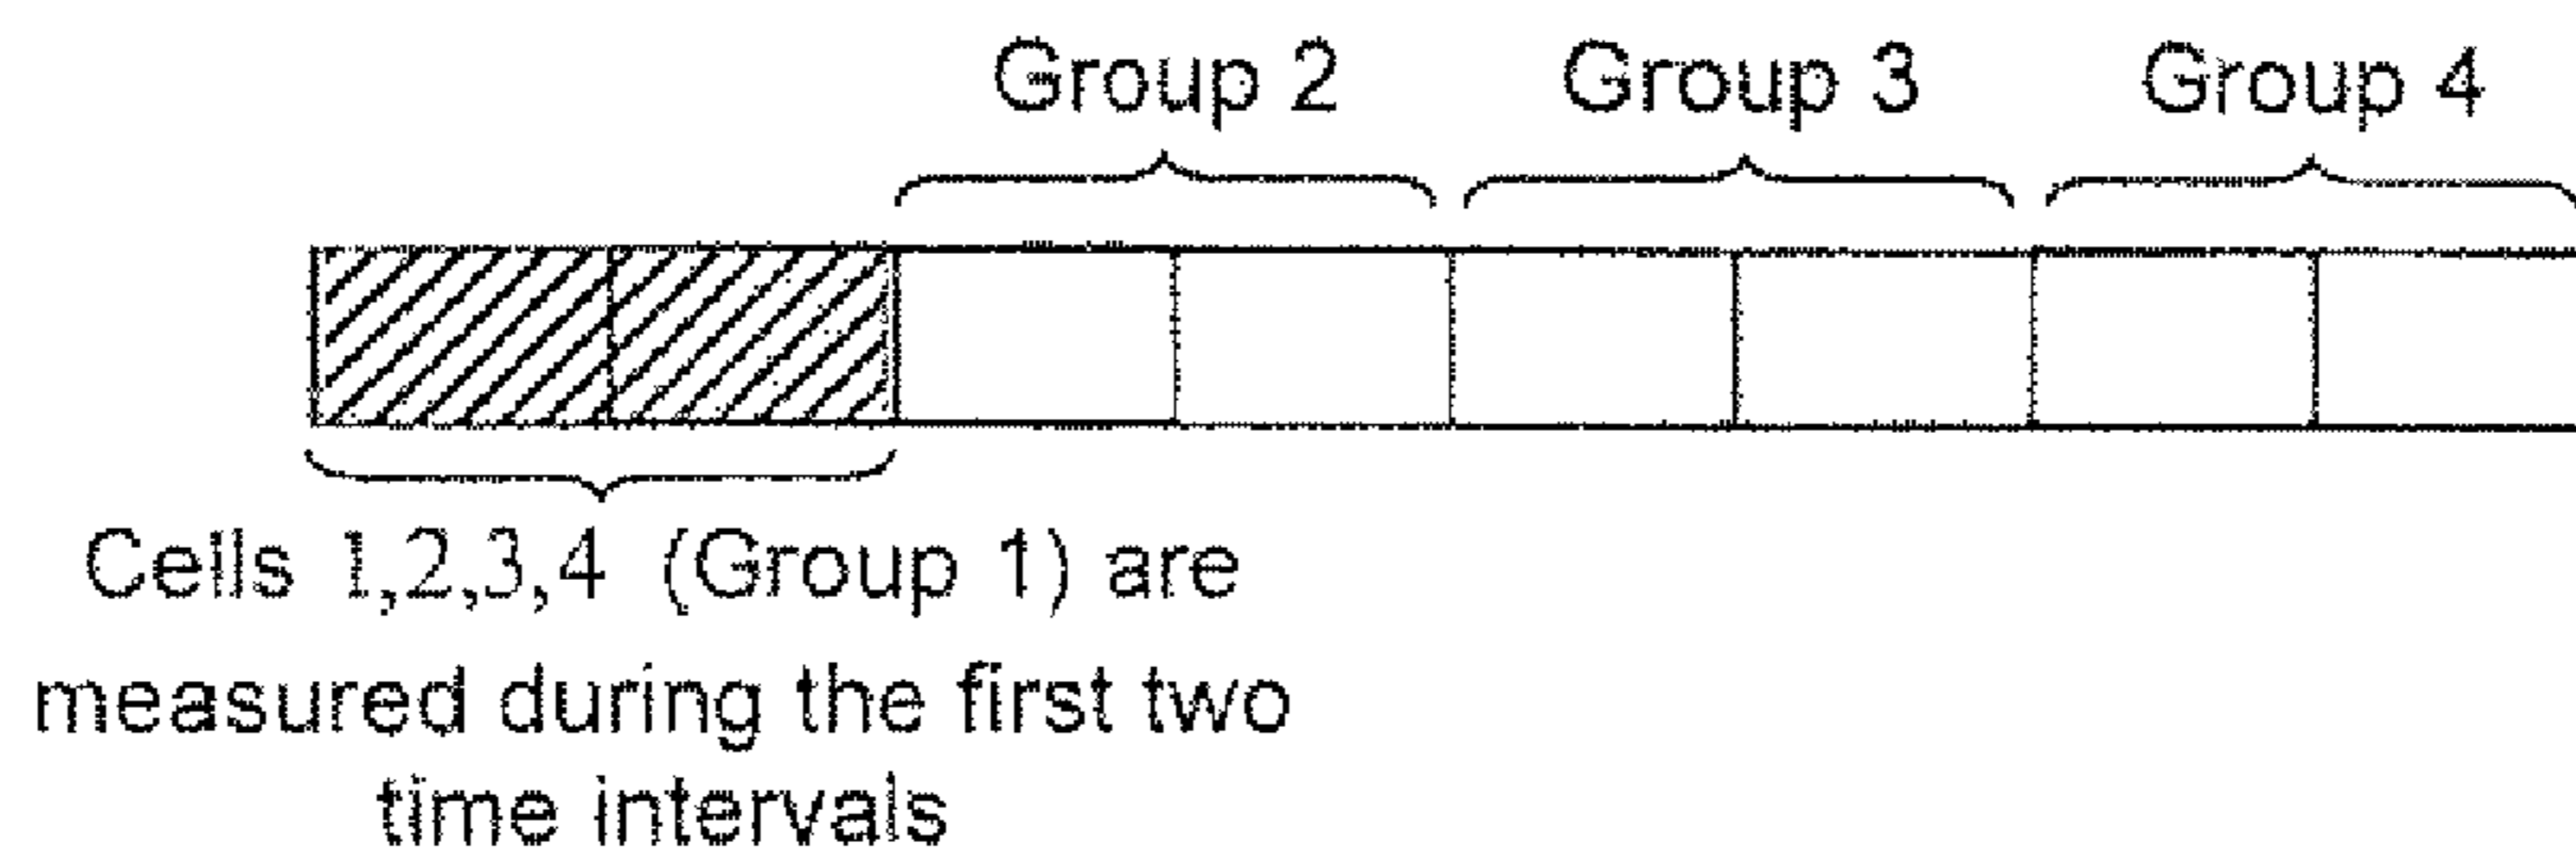 Group 2 Group 3 Group 4
Cells 1,2,3,4 (Group 1) are
measured during the first two
time intervals